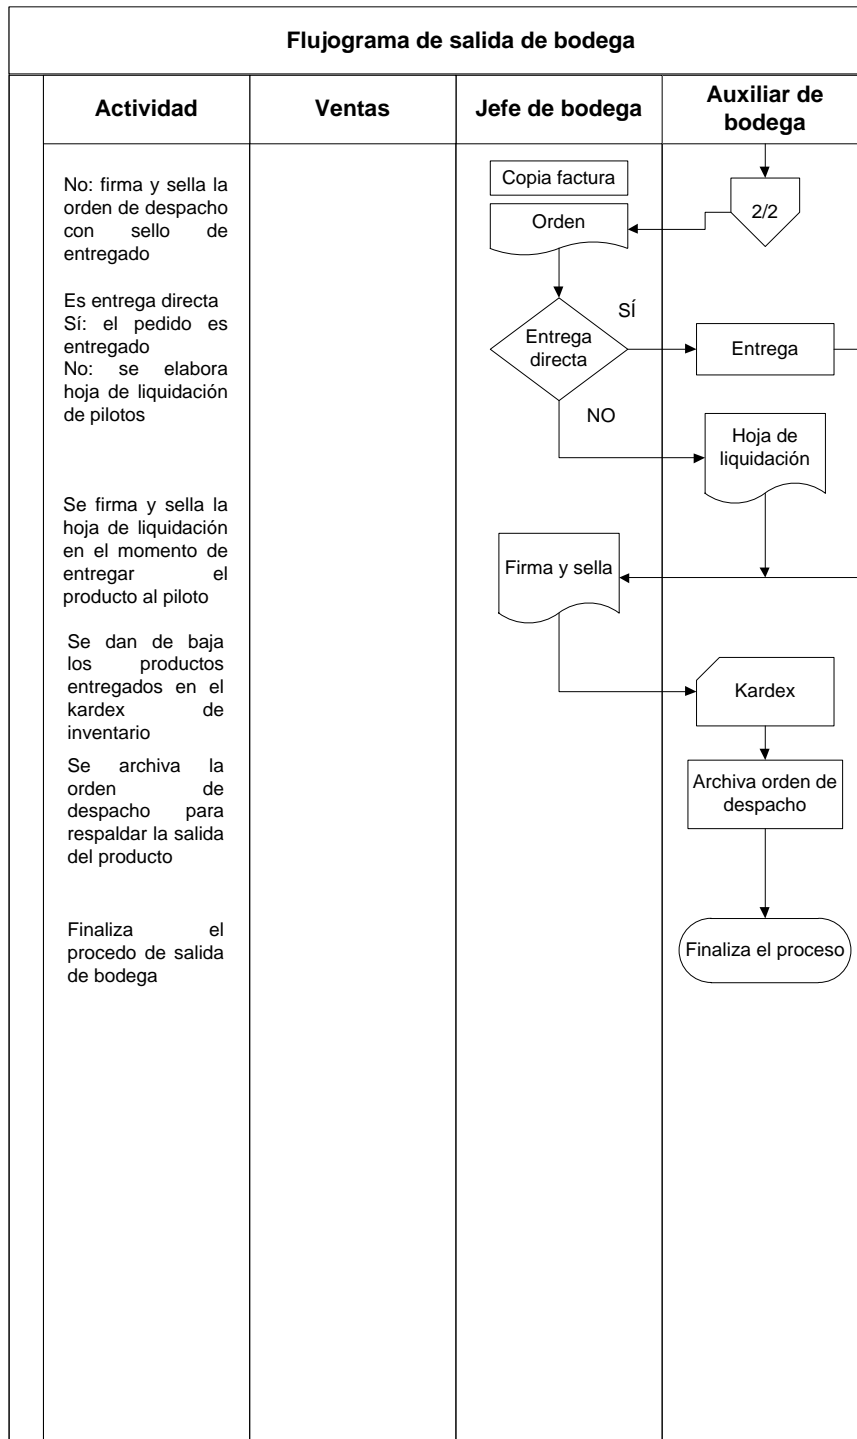 Flujograma de salida de bodega
Actividad
Ventas
Jefe de bodega
Auxiliar de
bodega
No: firma y sella la
orden de despacho
con sello de
entregado
Copia factura
Orden
2/2
Es entrega directa
Sí: el pedido es
entregado
No: se elabora
hoja de liquidación
de pilotos
Entrega
directa
SÍ
Entrega
NO
Hoja de
liquidación
Se firma y sella la
hoja de liquidación
en el momento de
entregar el
producto al piloto
Firma y sella
Se dan de baja
los productos
entregados en el
kardex de
inventario
Kardex
Se archiva la
orden de
despacho para
respaldar la salida
del producto
Archiva orden de
despacho
Finaliza el
procedo de salida
de bodega
Finaliza el proceso